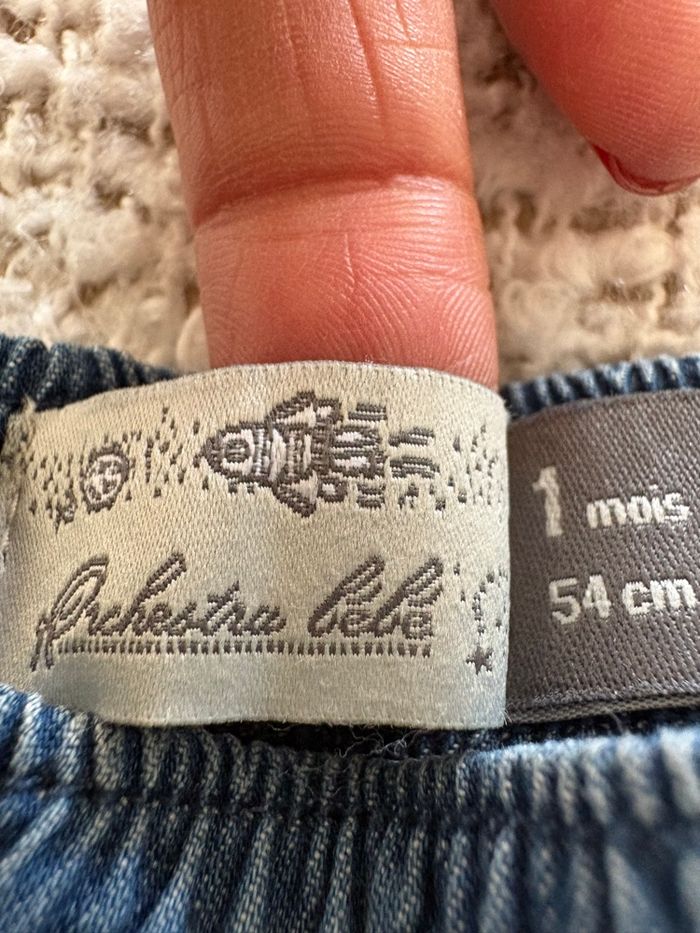 Orchestra bébé
1 mois
54 cm